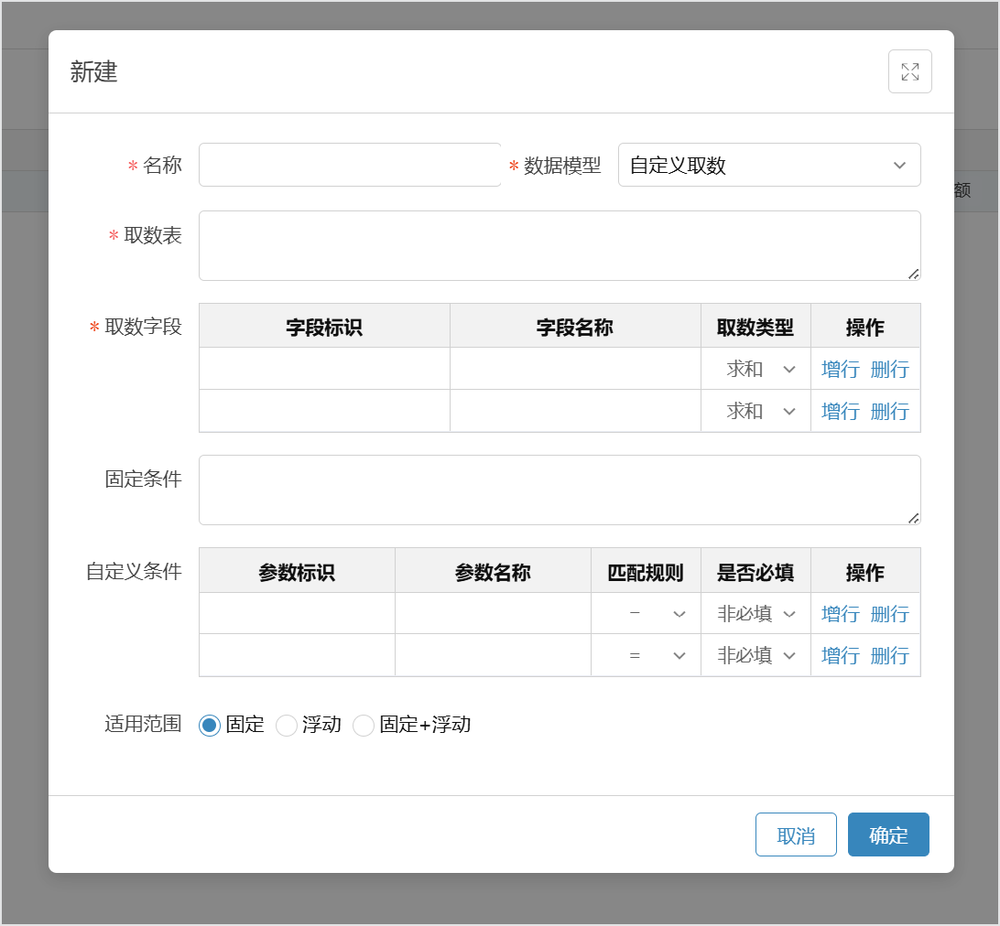 新建
* 名称 * 数据模型 自定义取数
额
* 取数表
* 取数字段 字段标识 字段名称 取数类型 操作
求和 增行 删行
求和 增行 删行
固定条件
自定义条件 参数标识 参数名称 匹配规则 是否必填 操作
= 非必填 增行 删行
= 非必填 增行 删行
适用范围 固定 浮动 固定+浮动
取消 确定